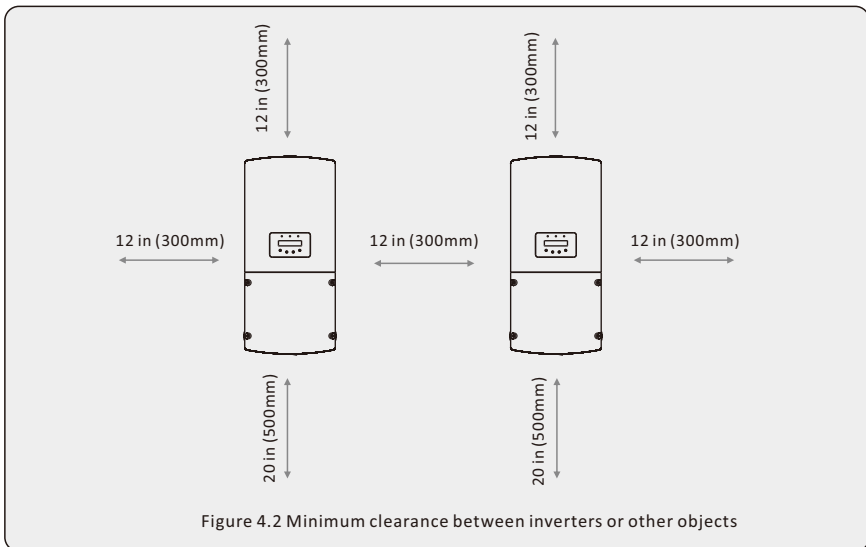 12 in (300mm)
12 in (300mm)
12 in (300mm)
12 in (300mm)
12 in (300mm)
20 in (500mm)
20 in (500mm)
Figure 4.2 Minimum clearance between inverters or other objects